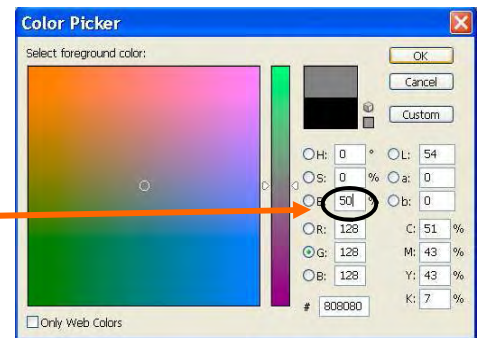 Color Picker
Select foreground color:
OK
Cancel
Custom
H: 0 ° L: 54
S: 0 % a: 0
B: 50 % b: 0
R: 128 C: 51 %
G: 128 M: 43 %
B: 128 Y: 43 %
# 808080 K: 7 %
Only Web Colors